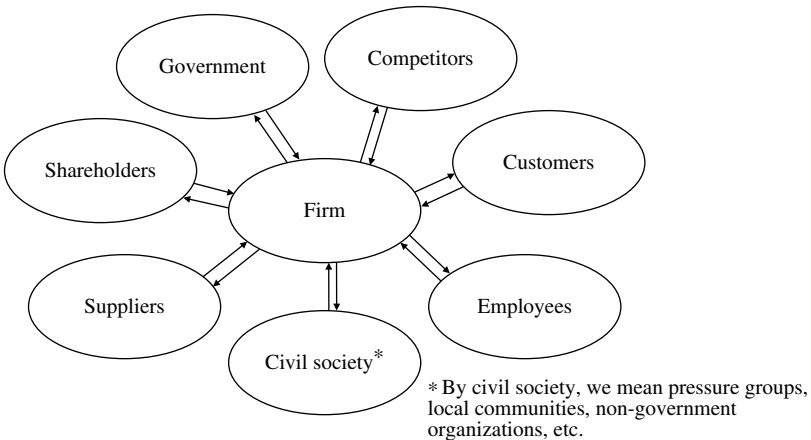 Government
Competitors
Shareholders
Customers
Firm
Suppliers
Employees
Civil society*
* By civil society, we mean pressure groups,
local communities, non-government
organizations, etc.